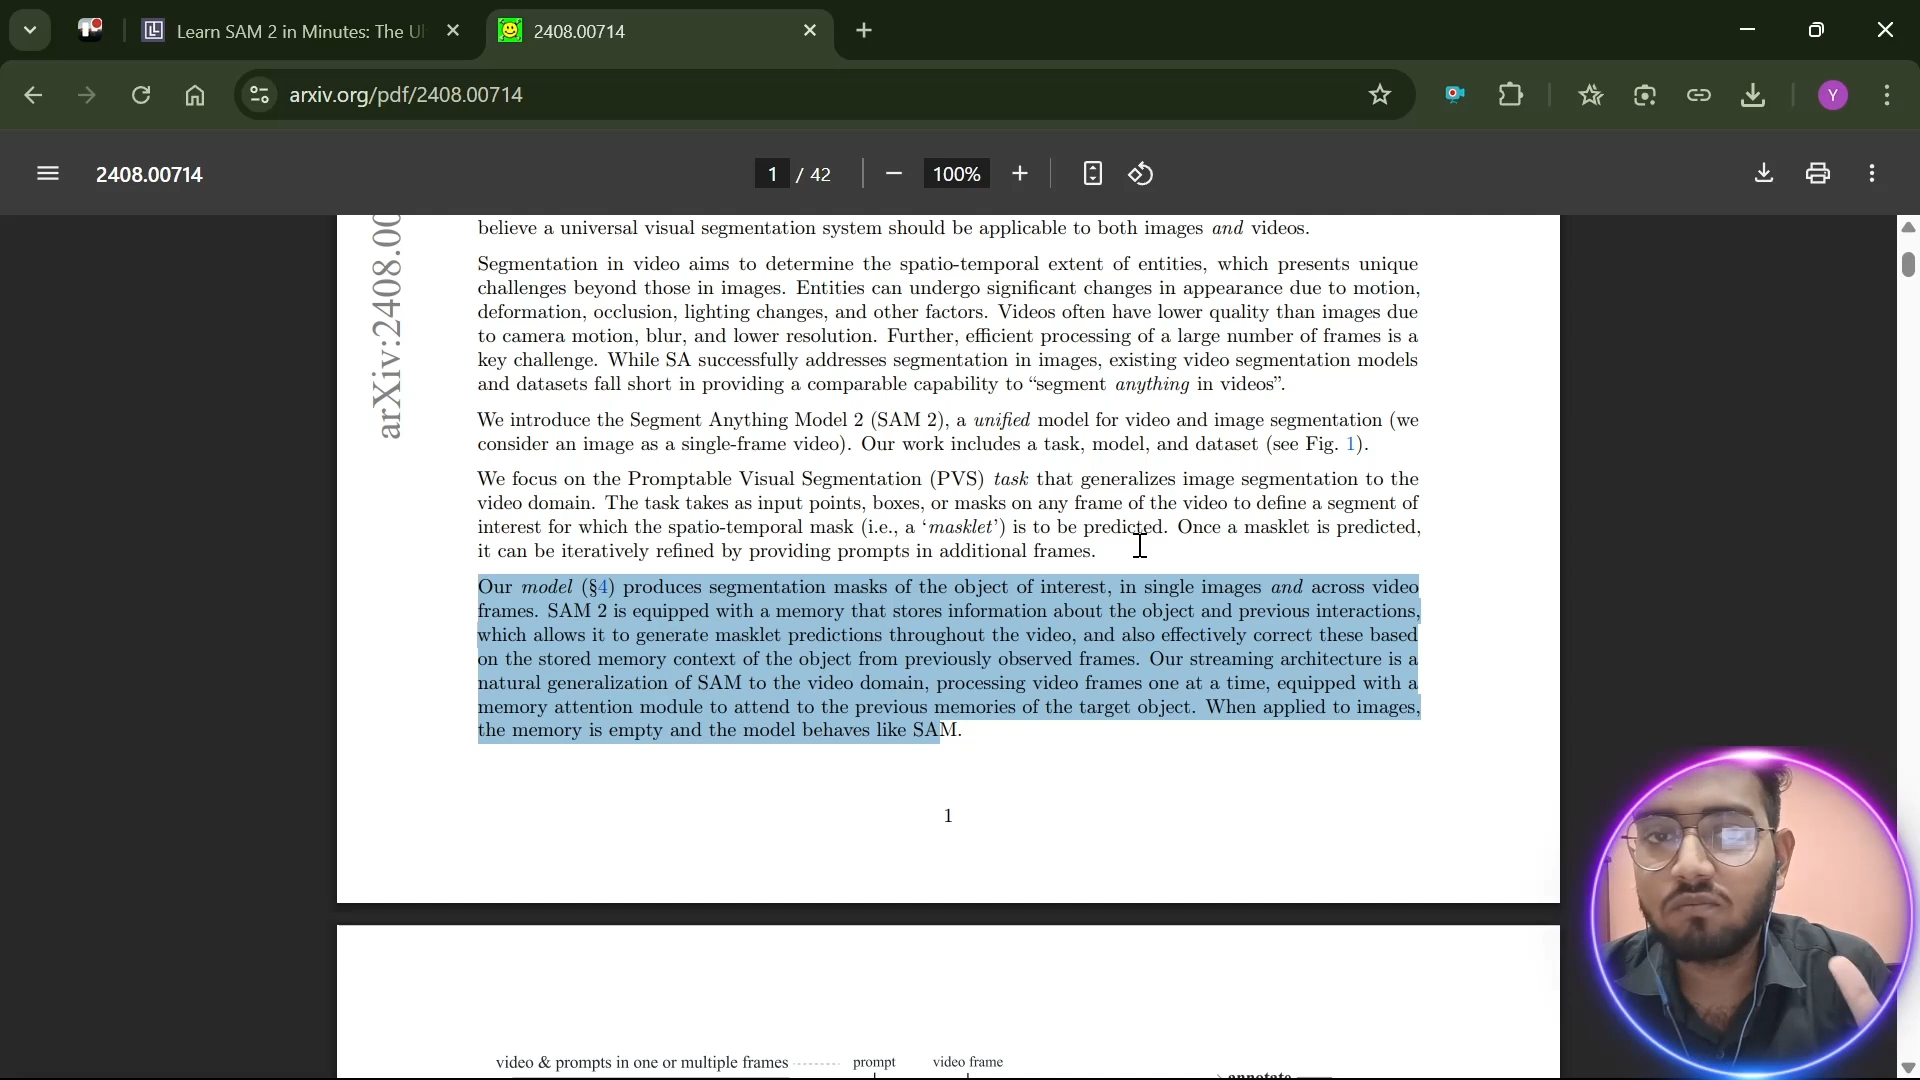 Learn SAM 2 in Minutes: The Ul
2408.00714
arxiv.org/pdf/2408.00714
Y
2408.00714
1 / 42
100%
arXiv:2408.00
believe a universal visual segmentation system should be applicable to both images and videos.
Segmentation in video aims to determine the spatio-temporal extent of entities, which presents unique
challenges beyond those in images. Entities can undergo significant changes in appearance due to motion,
deformation, occlusion, lighting changes, and other factors. Videos often have lower quality than images due
to camera motion, blur, and lower resolution. Further, efficient processing of a large number of frames is a
key challenge. While SA successfully addresses segmentation in images, existing video segmentation models
and datasets fall short in providing a comparable capability to “segment anything in videos”.
We introduce the Segment Anything Model 2 (SAM 2), a unified model for video and image segmentation (we
consider an image as a single-frame video). Our work includes a task, model, and dataset (see Fig. 1).
We focus on the Promptable Visual Segmentation (PVS) task that generalizes image segmentation to the
video domain. The task takes as input points, boxes, or masks on any frame of the video to define a segment of
interest for which the spatio-temporal mask (i.e., a ‘masklet’) is to be predicted. Once a masklet is predicted,
it can be iteratively refined by providing prompts in additional frames.
Our model (§4) produces segmentation masks of the object of interest, in single images and across video
frames. SAM 2 is equipped with a memory that stores information about the object and previous interactions,
which allows it to generate masklet predictions throughout the video, and also effectively correct these based
on the stored memory context of the object from previously observed frames. Our streaming architecture is a
natural generalization of SAM to the video domain, processing video frames one at a time, equipped with a
memory attention module to attend to the previous memories of the target object. When applied to images,
the memory is empty and the model behaves like SAM.
1
video & prompts in one or multiple frames
prompt
video frame
annotate